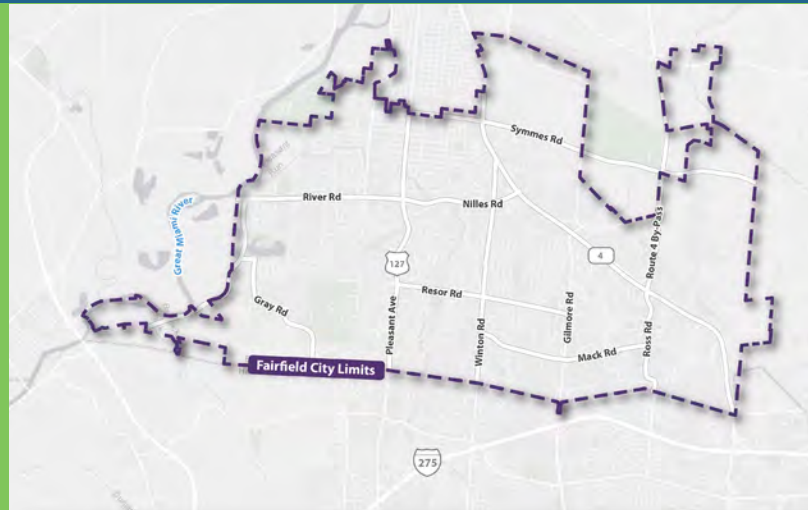 Symmes Rd
River Rd
Nilles Rd
Great Miami River
Route 4 By-Pass
4
127
Resor Rd
Gray Rd
Gilmore Rd
Pleasant Ave
Winton Rd
Mack Rd
Ross Rd
Fairfield City Limits
275